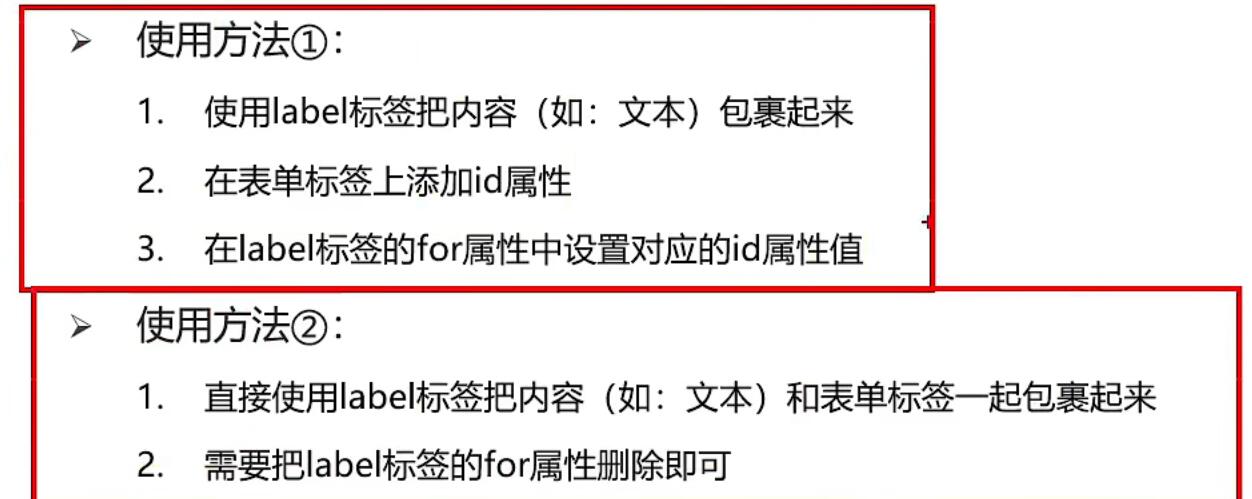 ➢ 使用方法①：
1. 使用label标签把内容（如：文本）包裹起来
2. 在表单标签上添加id属性
3. 在label标签的for属性中设置对应的id属性值
➢ 使用方法②：
1. 直接使用label标签把内容（如：文本）和表单标签一起包裹起来
2. 需要把label标签的for属性删除即可